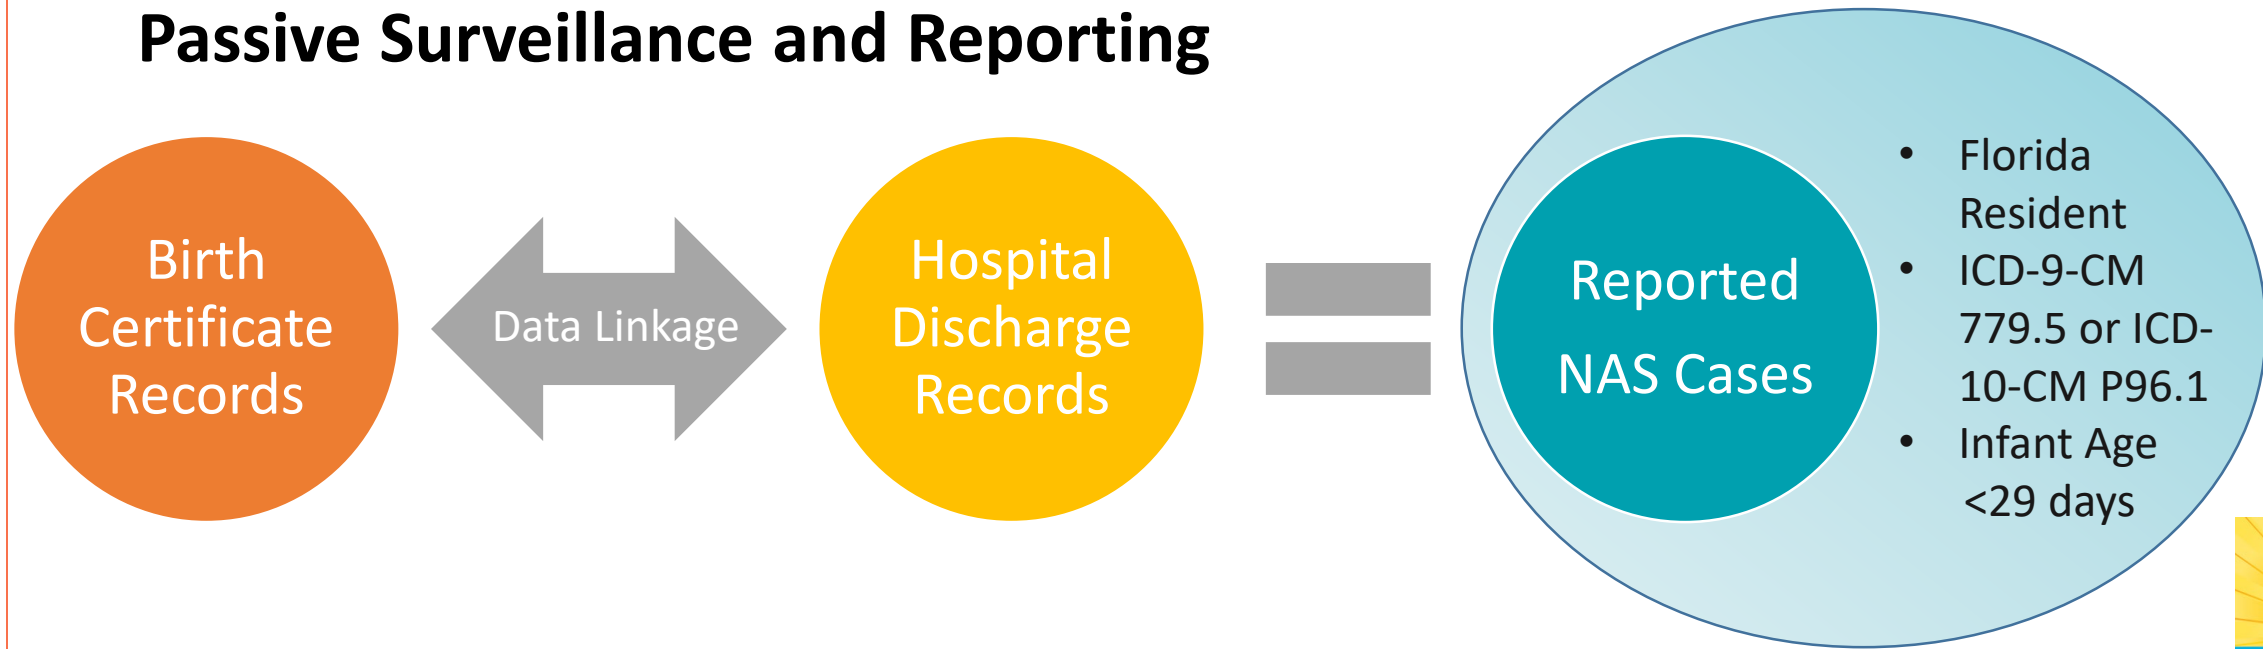 Passive Surveillance and Reporting
Birth
Certificate
Records
Data Linkage
Hospital
Discharge
Records
Reported
NAS Cases
• Florida
Resident
• ICD-9-CM
779.5 or ICD-
10-CM P96.1
• Infant Age
<29 days